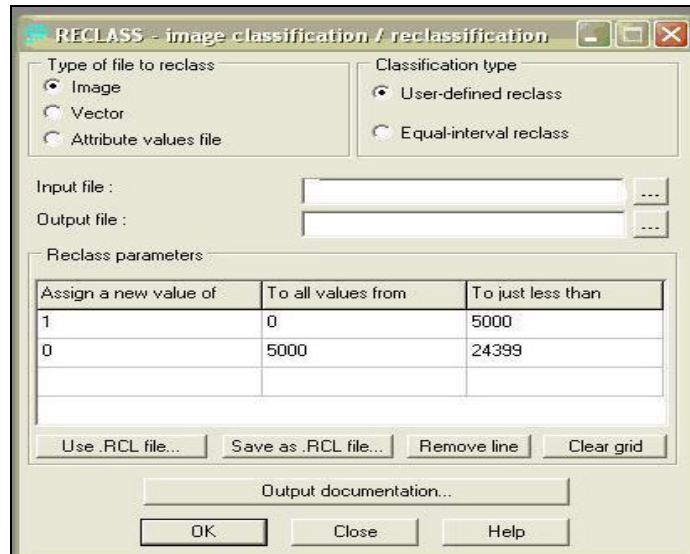 RECLASS - image classification / reclassification
Type of file to reclass
Image
Vector
Attribute values file
Classification type
User-defined reclass
Equal-interval reclass
Input file :
...
Output file :
...
Reclass parameters
Assign a new value of To all values from To just less than
1 0 5000
0 5000 24399
Use .RCL file... Save as .RCL file... Remove line Clear grid
Output documentation...
OK Close Help